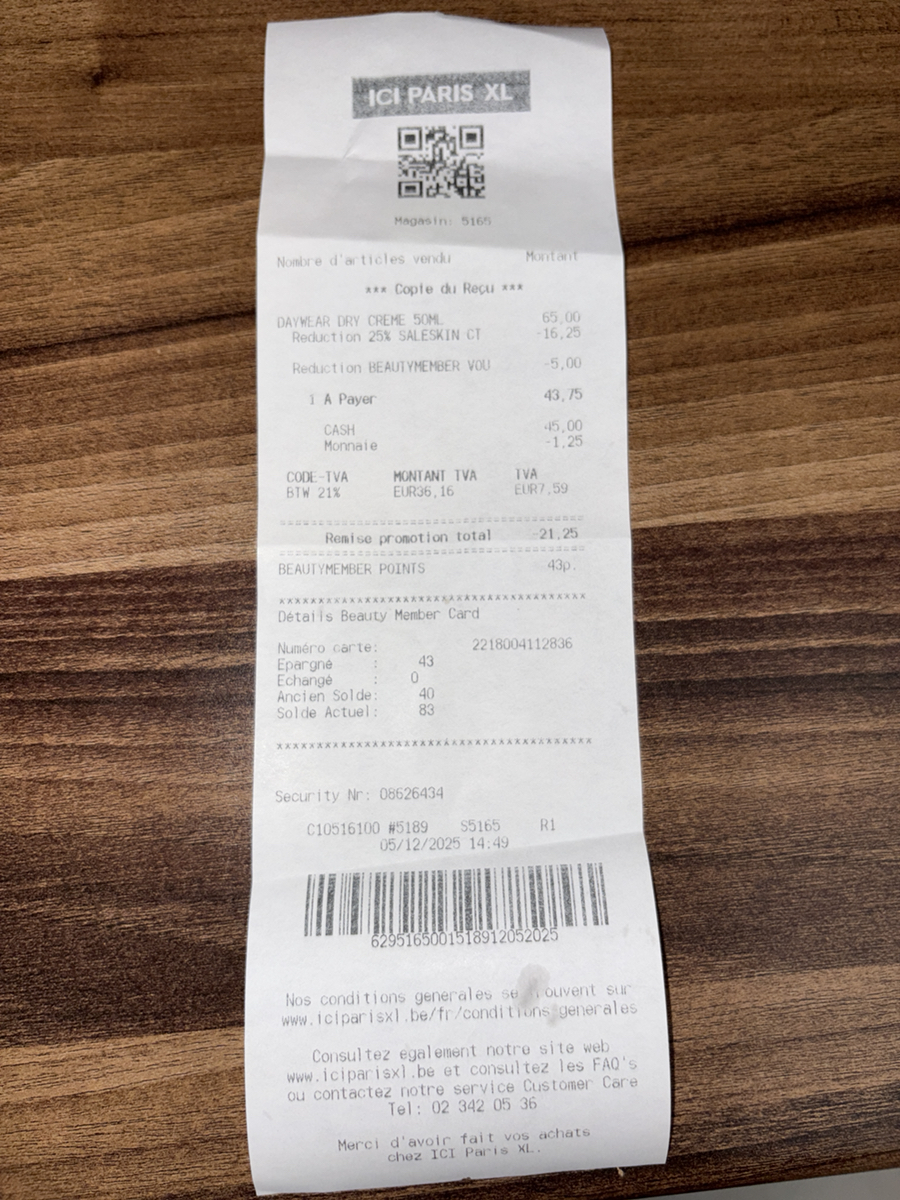 ICI PARIS XL
Magasin: 5165
Nombre d'articles vendu Montant
*** Copie du Reçu ***
DAYWEAR DRY CREME 50ML 65,00
Reduction 25% SALESKIN CT -16,25
Reduction BEAUTYMEMBER VOU -5,00
1 A Payer 43,75
CASH 45,00
Monnaie -1,25
CODE-TVA MONTANT TVA TVA
BTW 21% EUR36,16 EUR7,59
Remise promotion total -21,25
BEAUTYMEMBER POINTS 43p.
Détails Beauty Member Card
Numéro carte: 2218004112836
Epargné : 43
Echangé : 0
Ancien Solde: 40
Solde Actuel: 83
Security Nr: 08626434
C10516100 #5189 S5165 R1
05/12/2025 14:49
6295165001518912052025
Nos conditions generales se ouvent sur
www.iciparisxl.be/fr/conditions generales
Consultez egalement notre site web
www.iciparisxl.be et consultez les FAQ's
ou contactez notre service Customer Care
Tel: 02 342 05 36
Merci d'avoir fait vos achats
chez ICI Paris XL.